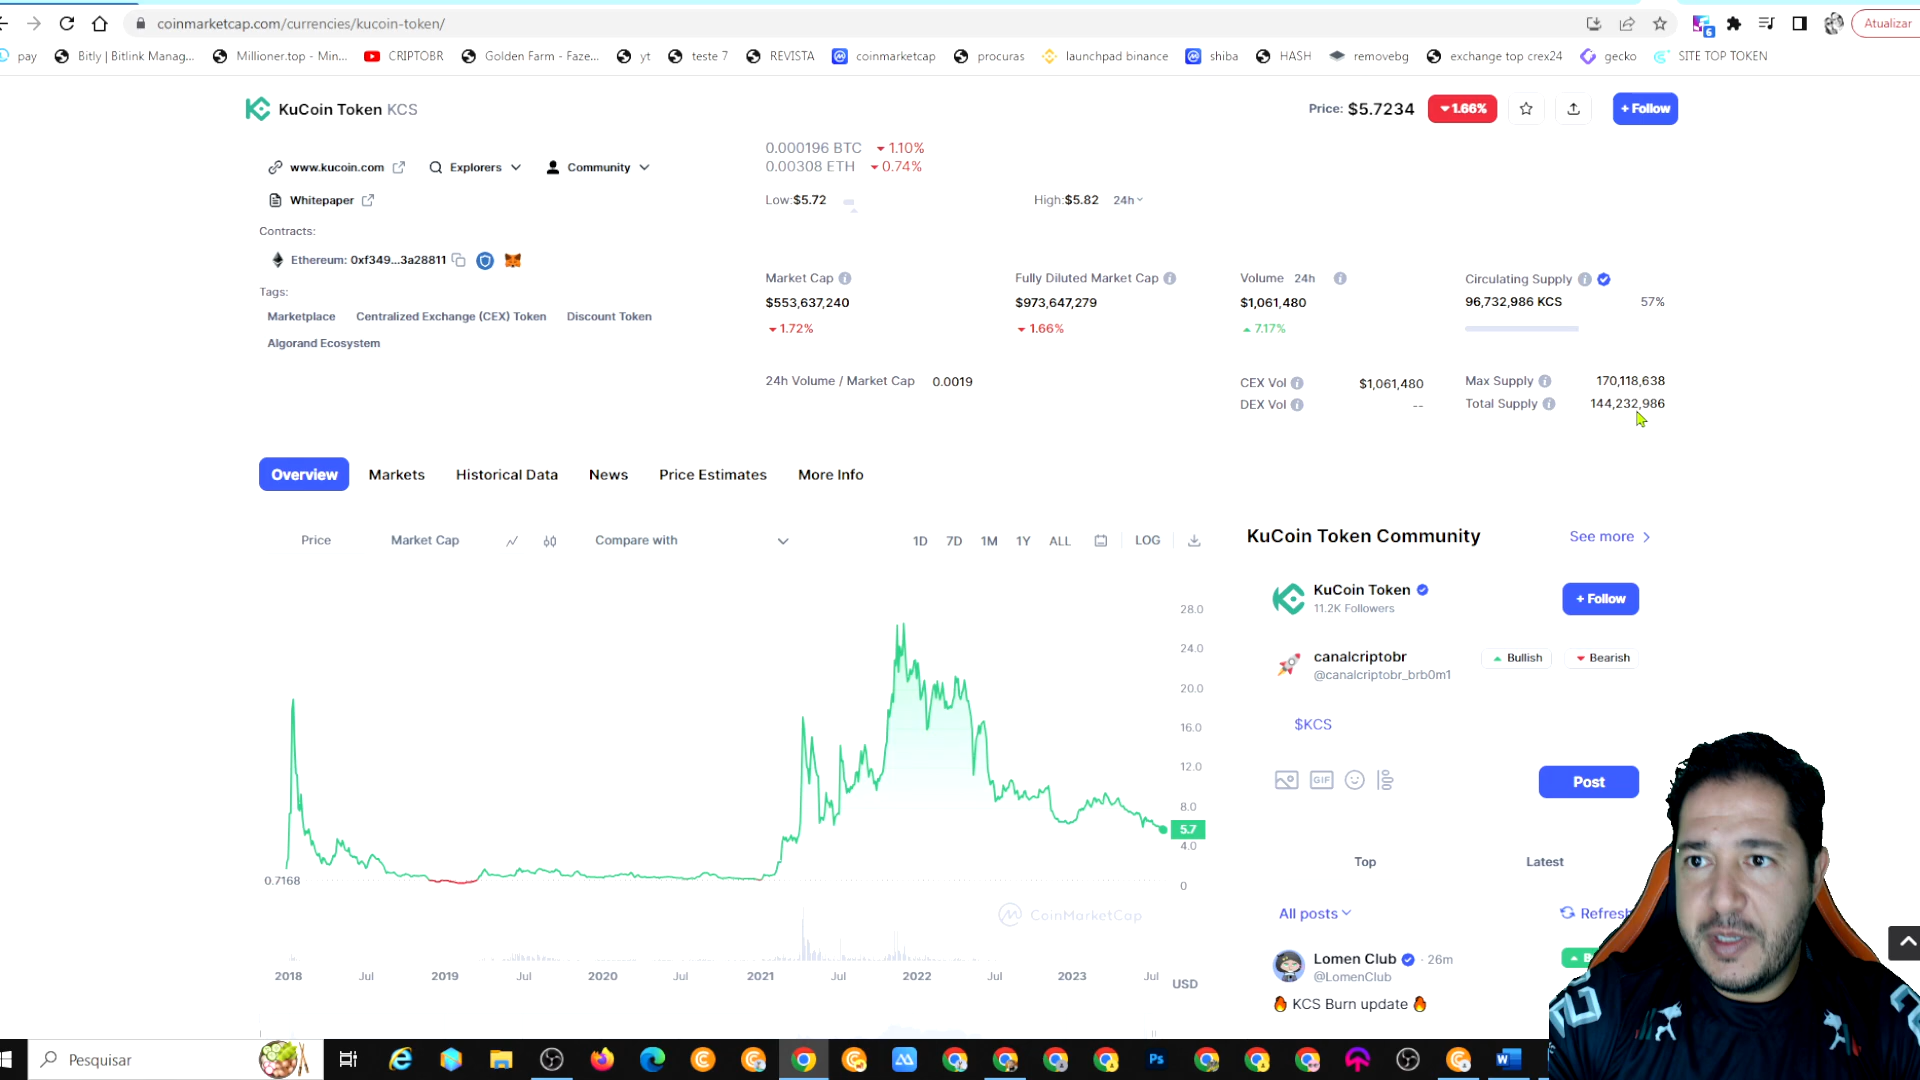 coinmarketcap.com/currencies/kucoin-token/
Atualizar
pay
Bitly | Bitlink Manag...
Millioner.top - Min...
CRIPTOBR
Golden Farm - Faze...
yt
teste 7
REVISTA
coinmarketcap
procuras
launchpad binance
shiba
HASH
removebg
exchange top crex24
gecko
SITE TOP TOKEN
KuCoin Token KCS
Price: $5.7234
1.66%
+ Follow
0.000196 BTC 1.10%
0.00308 ETH 0.74%
www.kucoin.com
Explorers
Community
Low:$5.72
High:$5.82 24h
Whitepaper
Contracts:
Ethereum: 0xf349...3a28811
Tags:
Marketplace
Centralized Exchange (CEX) Token
Discount Token
Algorand Ecosystem
Market Cap
$553,637,240
1.72%
Fully Diluted Market Cap
$973,647,279
1.66%
Volume 24h
$1,061,480
7.17%
Circulating Supply
96,732,986 KCS 57%
24h Volume / Market Cap 0.0019
CEX Vol $1,061,480
DEX Vol --
Max Supply 170,118,638
Total Supply 144,232,986
Overview
Markets
Historical Data
News
Price Estimates
More Info
Price
Market Cap
Compare with
1D 7D 1M 1Y ALL LOG
28.0
24.0
20.0
16.0
12.0
8.0
5.7
4.0
0
0.7168
CoinMarketCap
2018 Jul 2019 Jul 2020 Jul 2021 Jul 2022 Jul 2023 Jul
USD
KuCoin Token Community
See more
KuCoin Token
11.2K Followers
+ Follow
canalcriptobr
@canalcriptobr_brb0m1
Bullish
Bearish
$KCS
GIF
Post
Top
Latest
All posts
Refresh
Lomen Club · 26m
@LomenClub
KCS Burn update
Pesquisar
Ps